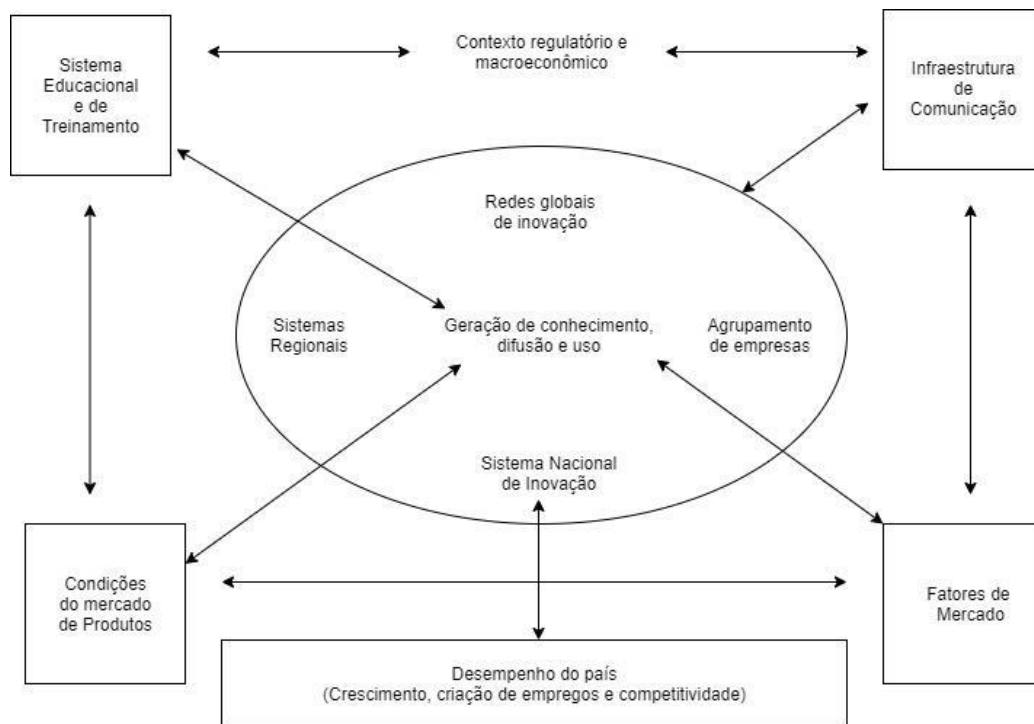 Sistema
Educacional
e de
Treinamento
Contexto regulatório e
macroeconômico
Infraestrutura
de
Comunicação
Redes globais
de inovação
Sistemas
Regionais
Geração de conhecimento,
difusão e uso
Agrupamento
de empresas
Sistema Nacional
de Inovação
Condições
do mercado
de Produtos
Fatores de
Mercado
Desempenho do país
(Crescimento, criação de empregos e competitividade)